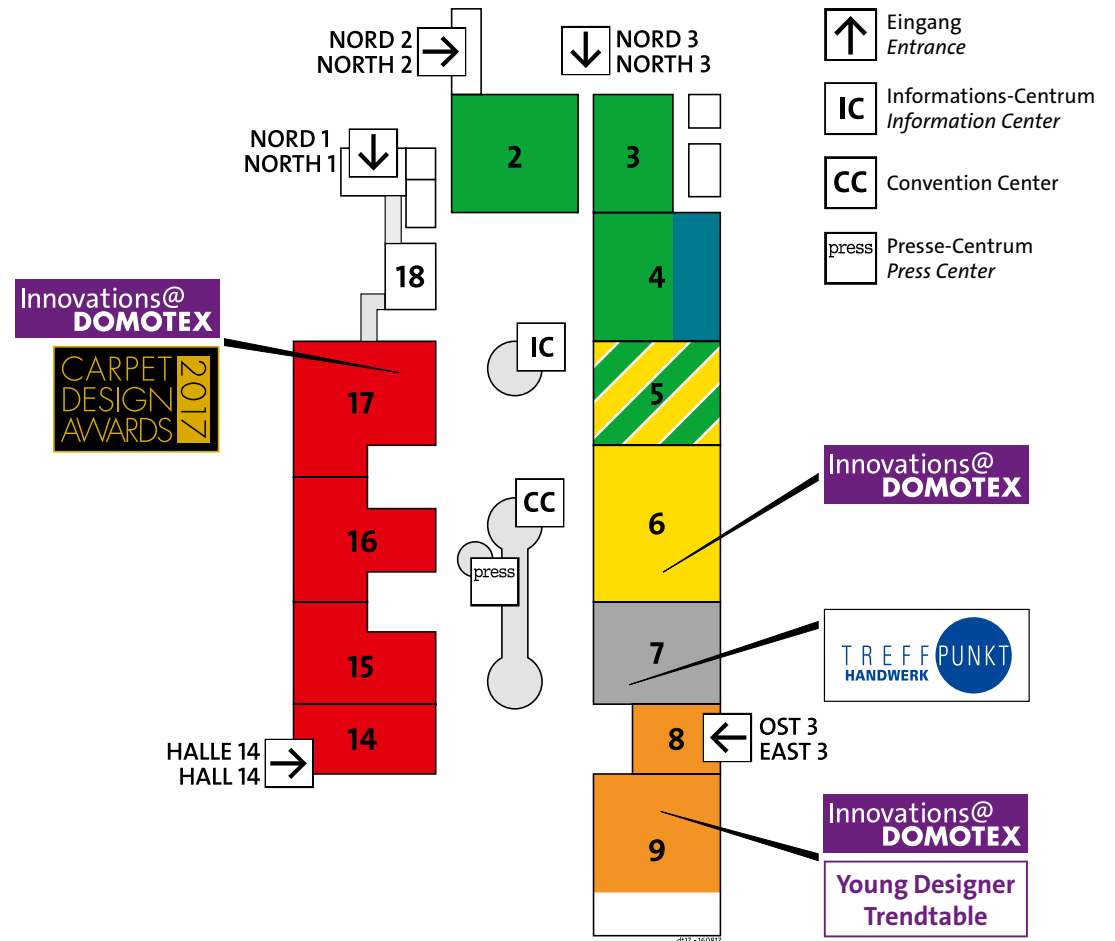 NORD 2
NORTH 2
NORD 3
NORTH 3
Eingang
Entrance
IC
Informations-Centrum
Information Center
CC
Convention Center
press
Presse-Centrum
Press Center
NORD 1
NORTH 1
2
3
18
4
Innovations@
DOMOTEX
CARPET
DESIGN
AWARDS
2017
17
IC
5
16
CC
press
6
Innovations@
DOMOTEX
15
7
TREFF PUNKT
HANDWERK
14
HALLE 14
HALL 14
8
OST 3
EAST 3
9
Innovations@
DOMOTEX
Young Designer
Trendtable
dt17 - 160817